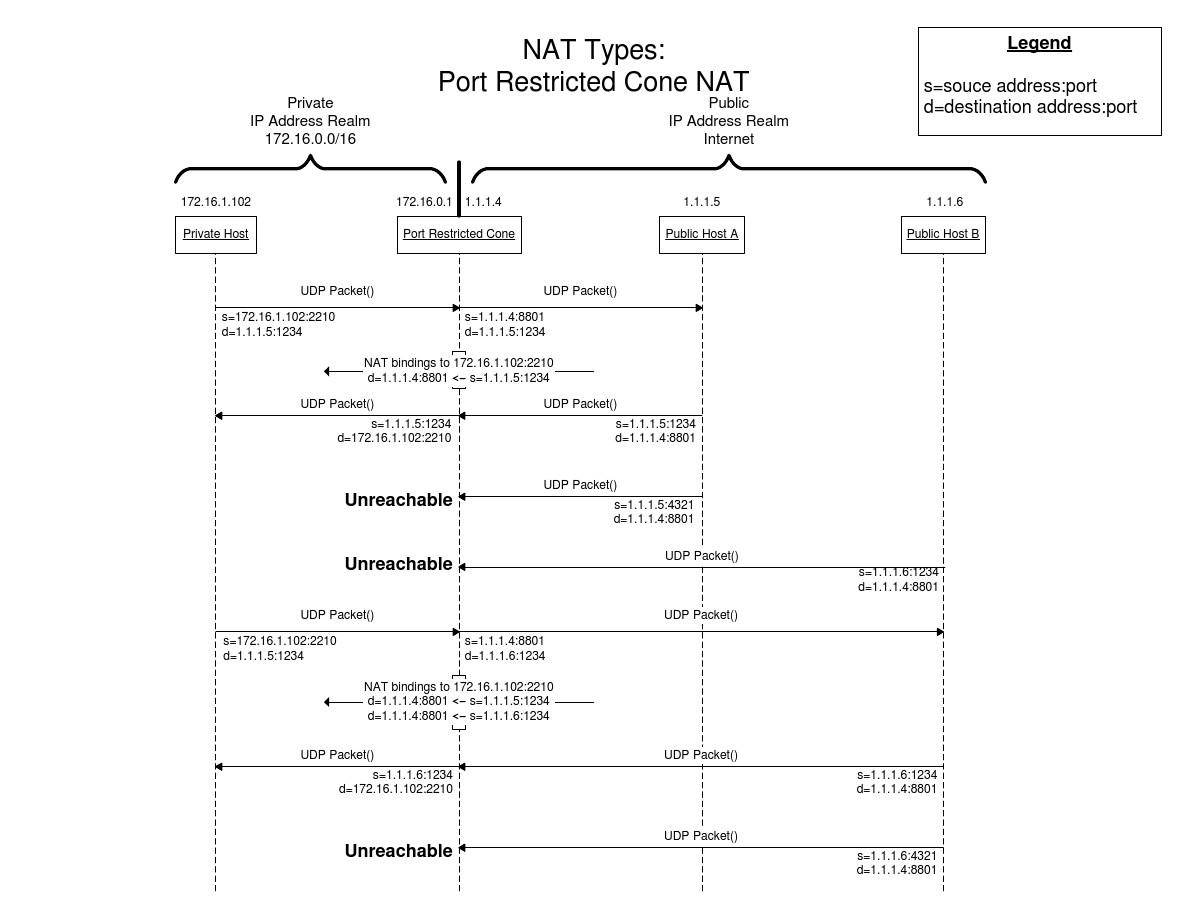 NAT Types:
Port Restricted Cone NAT
Legend
s=souce address:port
d=destination address:port
Private
IP Address Realm
172.16.0.0/16
Public
IP Address Realm
Internet
172.16.1.102
172.16.0.1
1.1.1.4
1.1.1.5
1.1.1.6
Private Host
Port Restricted Cone
Public Host A
Public Host B
UDP Packet()
UDP Packet()
s=172.16.1.102:2210
d=1.1.1.5:1234
s=1.1.1.4:8801
d=1.1.1.5:1234
NAT bindings to 172.16.1.102:2210
d=1.1.1.4:8801 <– s=1.1.1.5:1234
UDP Packet()
UDP Packet()
s=1.1.1.5:1234
d=172.16.1.102:2210
s=1.1.1.5:1234
d=1.1.1.4:8801
UDP Packet()
Unreachable
s=1.1.1.5:4321
d=1.1.1.4:8801
UDP Packet()
Unreachable
s=1.1.1.6:1234
d=1.1.1.4:8801
UDP Packet()
UDP Packet()
s=172.16.1.102:2210
d=1.1.1.5:1234
s=1.1.1.4:8801
d=1.1.1.6:1234
NAT bindings to 172.16.1.102:2210
d=1.1.1.4:8801 <– s=1.1.1.5:1234
d=1.1.1.4:8801 <– s=1.1.1.6:1234
UDP Packet()
UDP Packet()
s=1.1.1.6:1234
d=172.16.1.102:2210
s=1.1.1.6:1234
d=1.1.1.4:8801
UDP Packet()
Unreachable
s=1.1.1.6:4321
d=1.1.1.4:8801